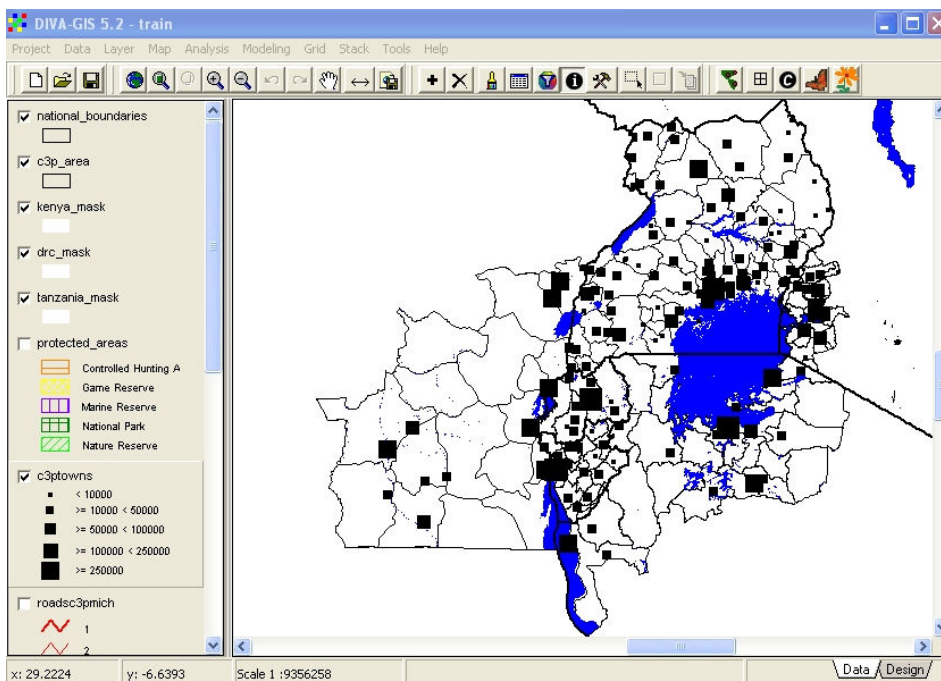 DIVA-GIS 5.2 - train
Project Data Layer Map Analysis Modeling Grid Stack Tools Help
national_boundaries
c3p_area
kenya_mask
drc_mask
tanzania_mask
protected_areas
Controlled Hunting A
Game Reserve
Marine Reserve
National Park
Nature Reserve
c3ptowns
< 10000
>= 10000 < 50000
>= 50000 < 100000
>= 100000 < 250000
>= 250000
roadsc3pmich
1
2
x: 29.2224 y: -6.6393 Scale 1 :9356258 Data Design